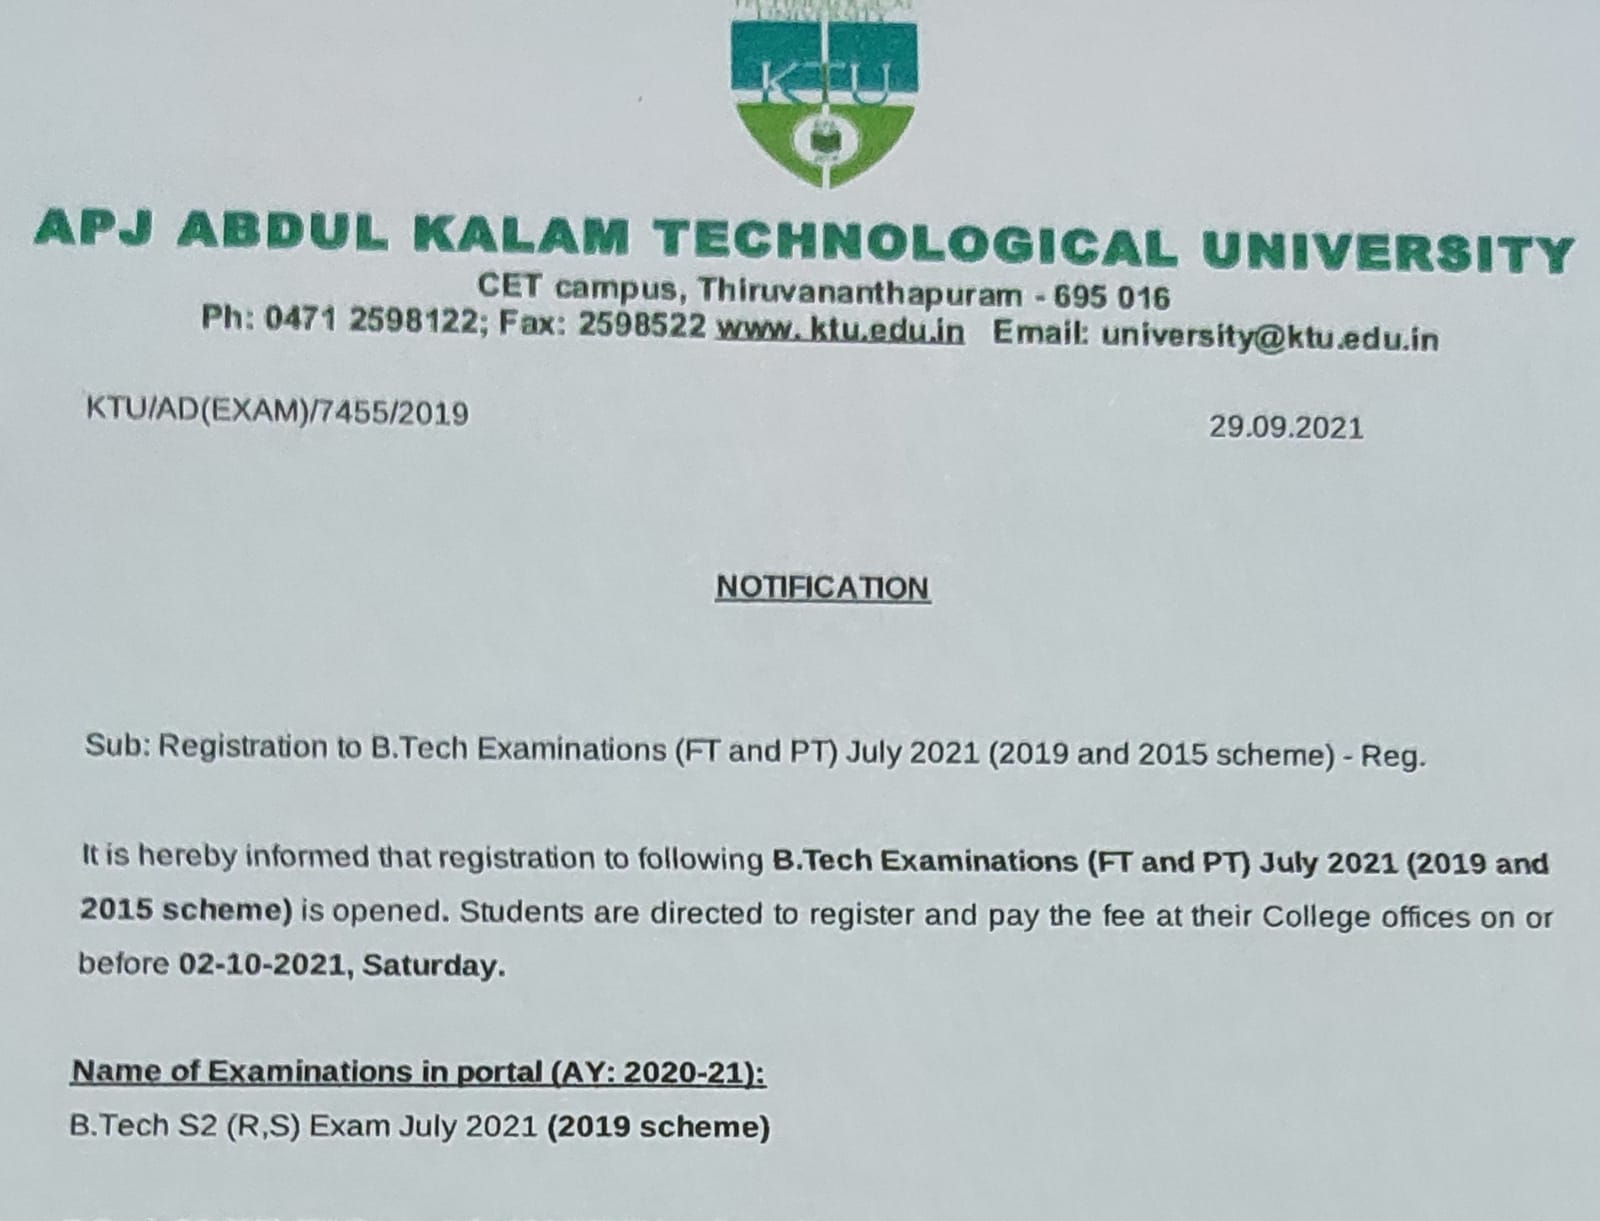 KTU
APJ ABDUL KALAM TECHNOLOGICAL UNIVERSITY
CET campus, Thiruvananthapuram - 695 016
Ph: 0471 2598122; Fax: 2598522 www. ktu.edu.in Email: university@ktu.edu.in
KTU/AD(EXAM)/7455/2019 29.09.2021
NOTIFICATION
Sub: Registration to B.Tech Examinations (FT and PT) July 2021 (2019 and 2015 scheme) - Reg.
It is hereby informed that registration to following B.Tech Examinations (FT and PT) July 2021 (2019 and
2015 scheme) is opened. Students are directed to register and pay the fee at their College offices on or
before 02-10-2021, Saturday.
Name of Examinations in portal (AY: 2020-21):
B.Tech S2 (R,S) Exam July 2021 (2019 scheme)